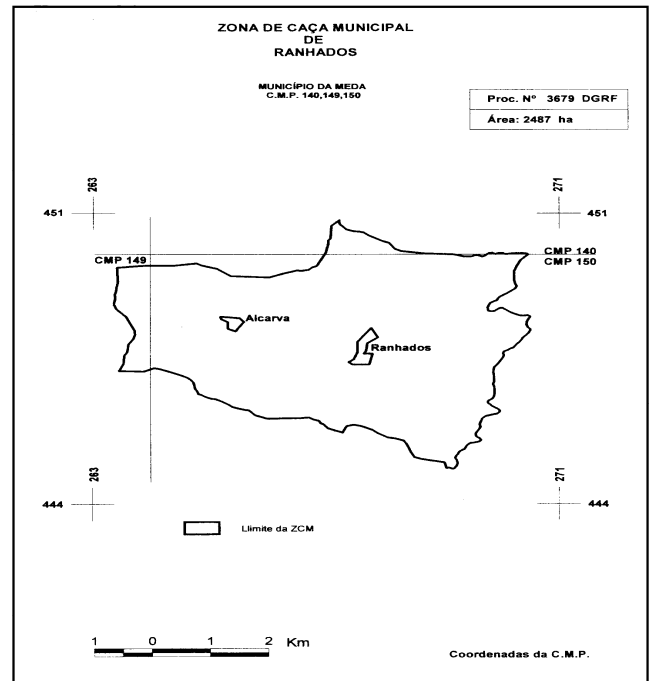 ZONA DE CAÇA MUNICIPAL
DE
RANHADOS
MUNICÍPIO DA MEDA
C.M.P. 140,149,150
Proc. Nº 3679 DGRF
Área: 2487 ha
263
271
451
451
CMP 149
CMP 140
CMP 150
Alcarva
Ranhados
263
271
444
444
Llimite da ZCM
1 0 1 2 Km
Coordenadas da C.M.P.